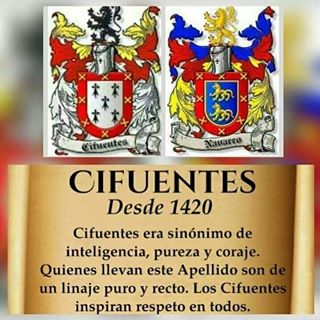 Cifuentes
Navarro
CIFUENTES
Desde 1420
Cifuentes era sinónimo de
inteligencia, pureza y coraje.
Quienes llevan este Apellido son de
un linaje puro y recto. Los Cifuentes
inspiran respeto en todos.